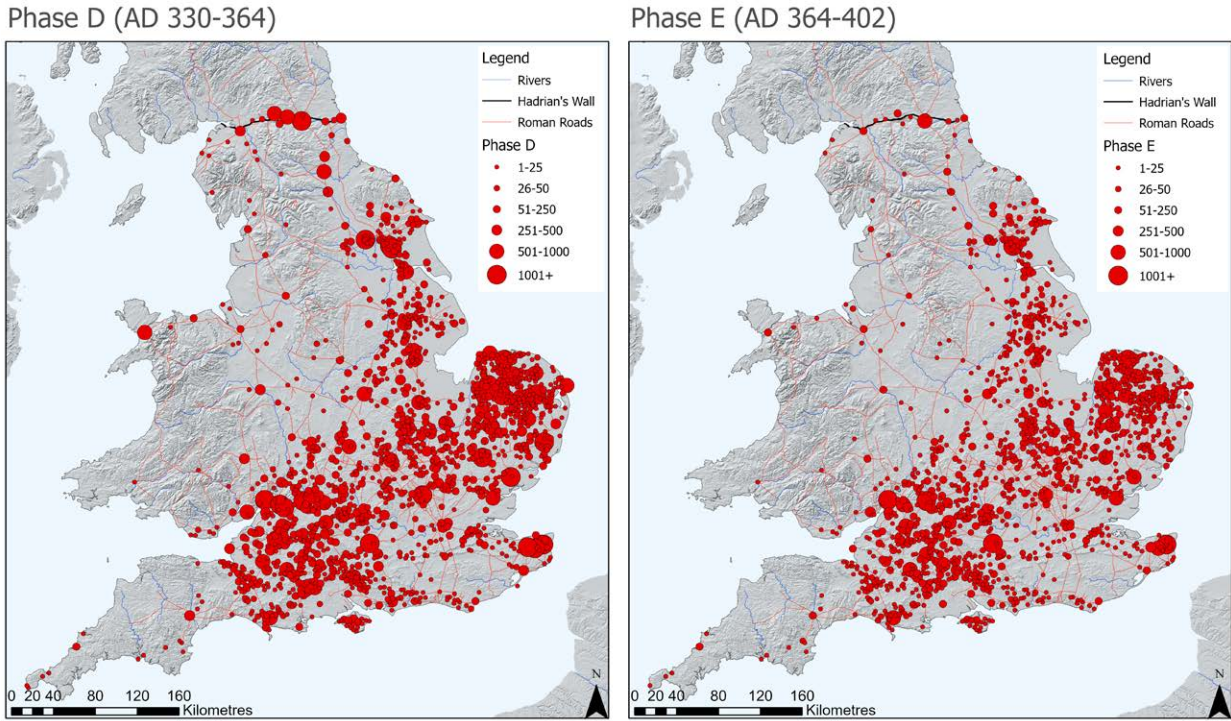 Phase D (AD 330-364)
Legend
Rivers
Hadrian's Wall
Roman Roads
Phase D
1-25
26-50
51-250
251-500
501-1000
1001+
N
0 20 40 80 120 160
Kilometres
Phase E (AD 364-402)
Legend
Rivers
Hadrian's Wall
Roman Roads
Phase E
1-25
26-50
51-250
251-500
501-1000
1001+
N
0 20 40 80 120 160
Kilometres